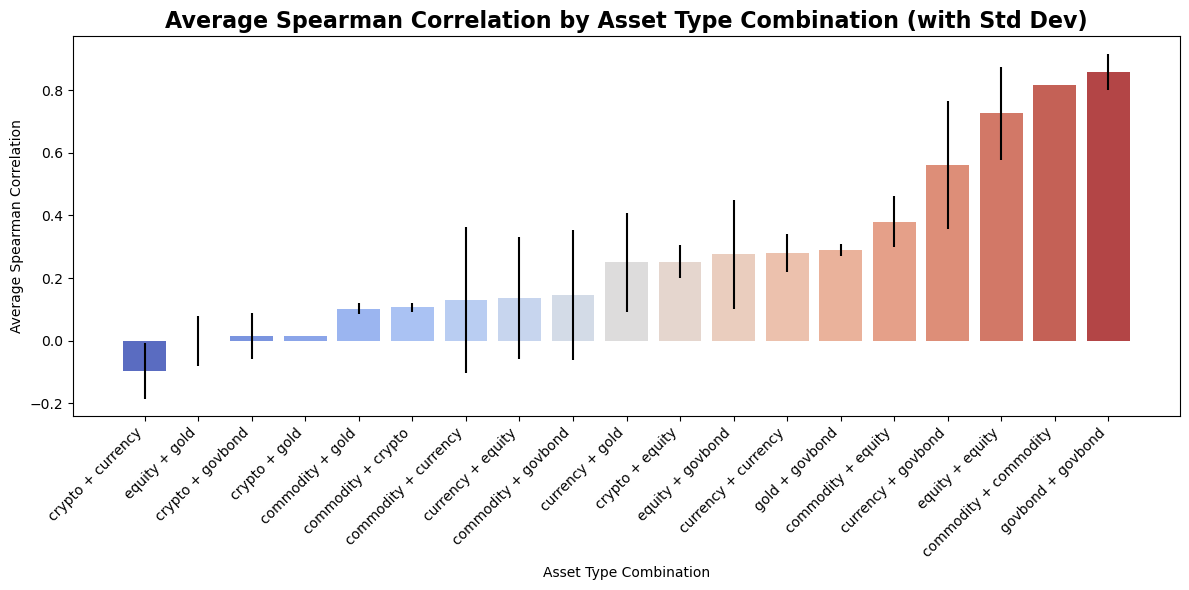 Average Spearman Correlation by Asset Type Combination (with Std Dev)
Average Spearman Correlation
0.8
0.6
0.4
0.2
0.0
−0.2
crypto + currency
equity + gold
crypto + govbond
crypto + gold
commodity + gold
commodity + crypto
commodity + currency
currency + equity
commodity + govbond
currency + gold
crypto + equity
equity + govbond
currency + currency
gold + govbond
commodity + equity
currency + govbond
equity + equity
commodity + commodity
govbond + govbond
Asset Type Combination